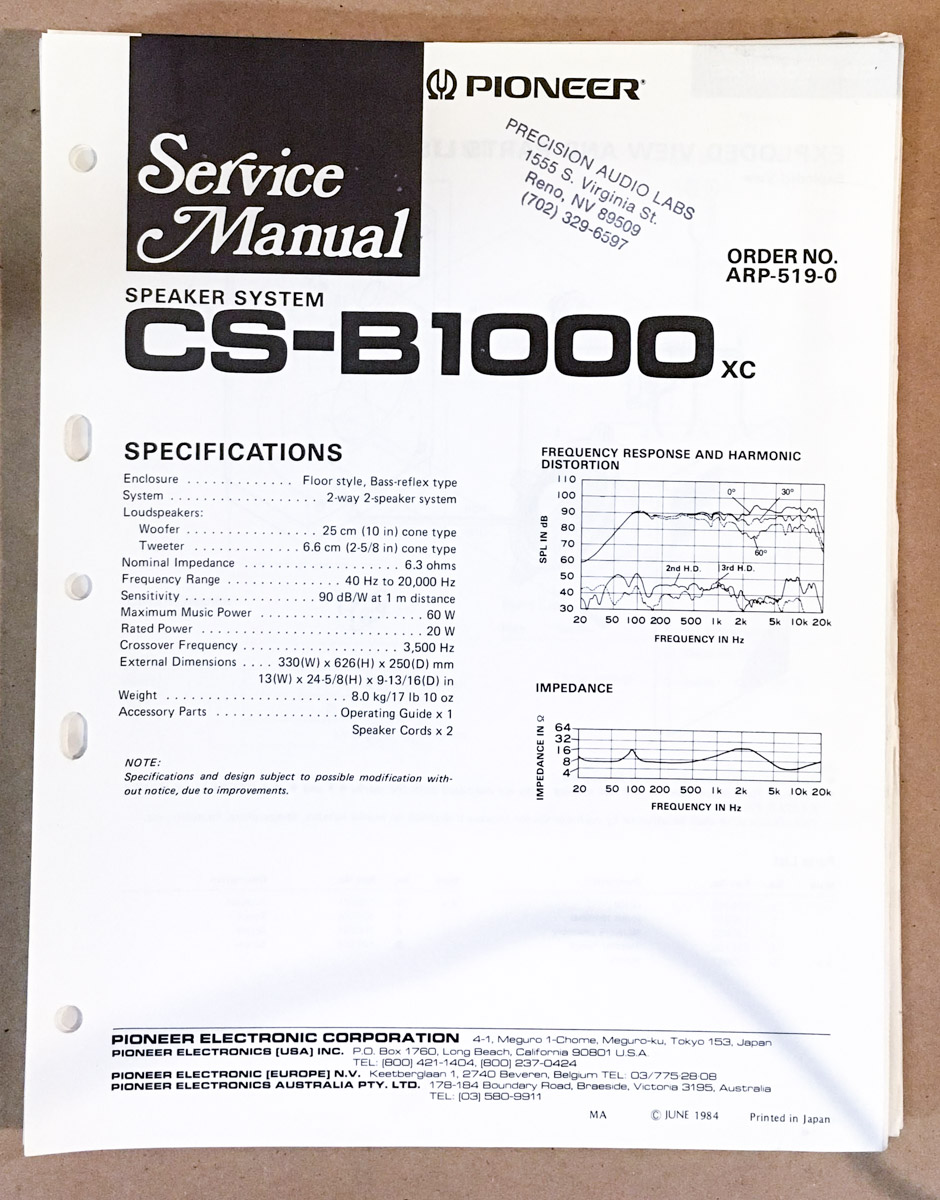 Service
Manual
PIONEER®
PRECISION AUDIO LABS
1555 S. Virginia St.
Reno, NV 89509
(702) 329-6597
ORDER NO.
ARP-519-0
SPEAKER SYSTEM
CS-B1000 XC
SPECIFICATIONS
Enclosure . . . . . . . . . . . . . Floor style, Bass-reflex type
System . . . . . . . . . . . . . . . . . . 2-way 2-speaker system
Loudspeakers:
Woofer . . . . . . . . . . . . . . . . 25 cm (10 in) cone type
Tweeter . . . . . . . . . . . . . 6.6 cm (2-5/8 in) cone type
Nominal Impedance . . . . . . . . . . . . . . . . . . . 6.3 ohms
Frequency Range . . . . . . . . . . . . . . 40 Hz to 20,000 Hz
Sensitivity . . . . . . . . . . . . . . . . . 90 dB/W at 1 m distance
Maximum Music Power . . . . . . . . . . . . . . . . . . . . 60 W
Rated Power . . . . . . . . . . . . . . . . . . . . . . . . . . . 20 W
Crossover Frequency . . . . . . . . . . . . . . . . . . . 3,500 Hz
External Dimensions . . . . 330(W) x 626(H) x 250(D) mm
13(W) x 24-5/8(H) x 9-13/16(D) in
Weight . . . . . . . . . . . . . . . . . . . . . . 8.0 kg/17 lb 10 oz
Accessory Parts . . . . . . . . . . . . . . . Operating Guide x 1
Speaker Cords x 2
NOTE:
Specifications and design subject to possible modification with-
out notice, due to improvements.
FREQUENCY RESPONSE AND HARMONIC
DISTORTION
SPL IN dB
110
100
90
80
70
60
50
40
30
0°
30°
60°
2nd H.D.
3rd H.D.
20 50 100 200 500 1k 2k 5k 10k 20k
FREQUENCY IN Hz
IMPEDANCE
IMPEDANCE IN Ω
64
32
16
8
4
20 50 100 200 500 1k 2k 5k 10k 20k
FREQUENCY IN Hz
PIONEER ELECTRONIC CORPORATION 4-1, Meguro 1-Chome, Meguro-ku, Tokyo 153, Japan
PIONEER ELECTRONICS [USA] INC. P.O. Box 1760, Long Beach, California 90801 U.S.A.
TEL: (800) 421-1404, (800) 237-0424
PIONEER ELECTRONIC [EUROPE] N.V. Keetberglaan 1, 2740 Beveren, Belgium TEL: 03/775·28·08
PIONEER ELECTRONICS AUSTRALIA PTY. LTD. 178-184 Boundary Road, Braeside, Victoria 3195, Australia
TEL: (03) 580-9911
MA © JUNE 1984 Printed in Japan